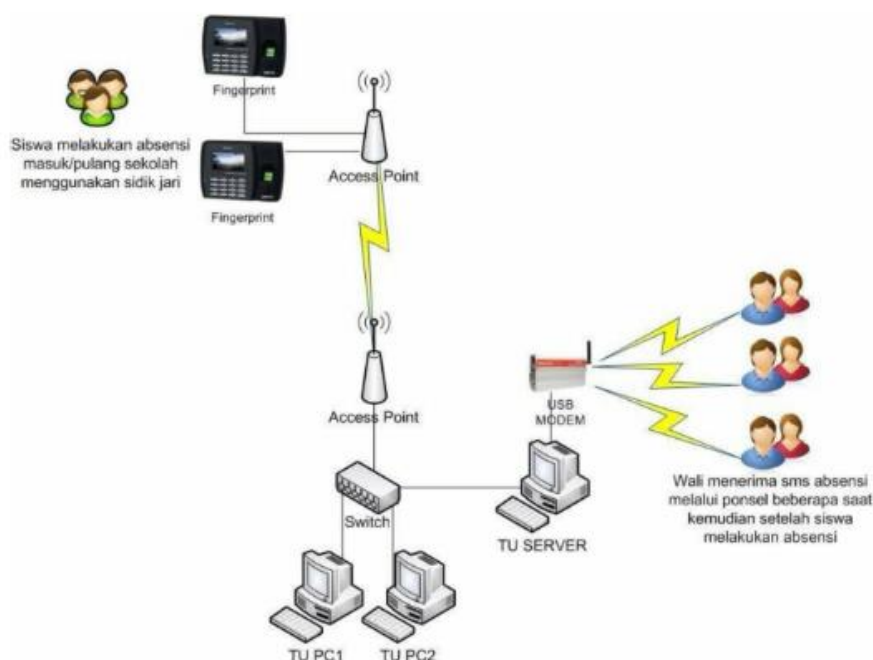 Fingerprint
Siswa melakukan absensi
masuk/pulang sekolah
menggunakan sidik jari
Fingerprint
Access Point
Access Point
Switch
TU PC1
TU PC2
TU SERVER
USB
MODEM
Wali menerima sms absensi
melalui ponsel beberapa saat
kemudian setelah siswa
melakukan absensi